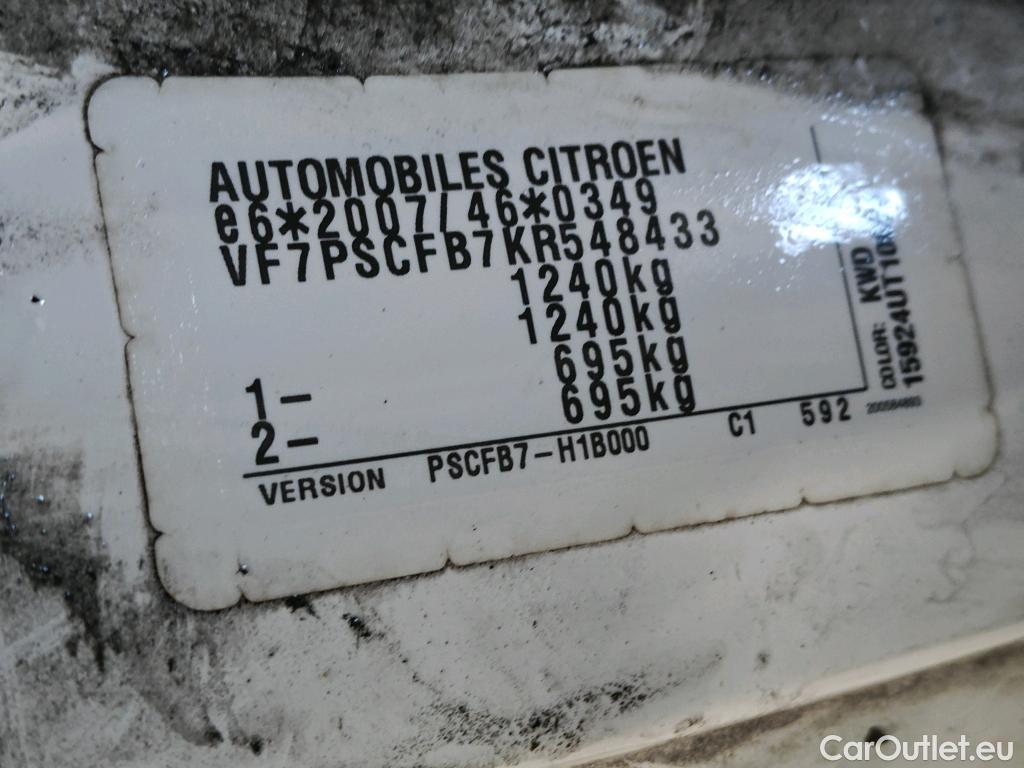 AUTOMOBILES CITROEN
e6*2007/46*0349
VF7PSCFB7KR548433
1240kg
1240kg
1- 695kg
2- 695kg
VERSION PSCFB7-H1B000 C1 592
COLOR: KWD
200584893
CarOutlet.eu